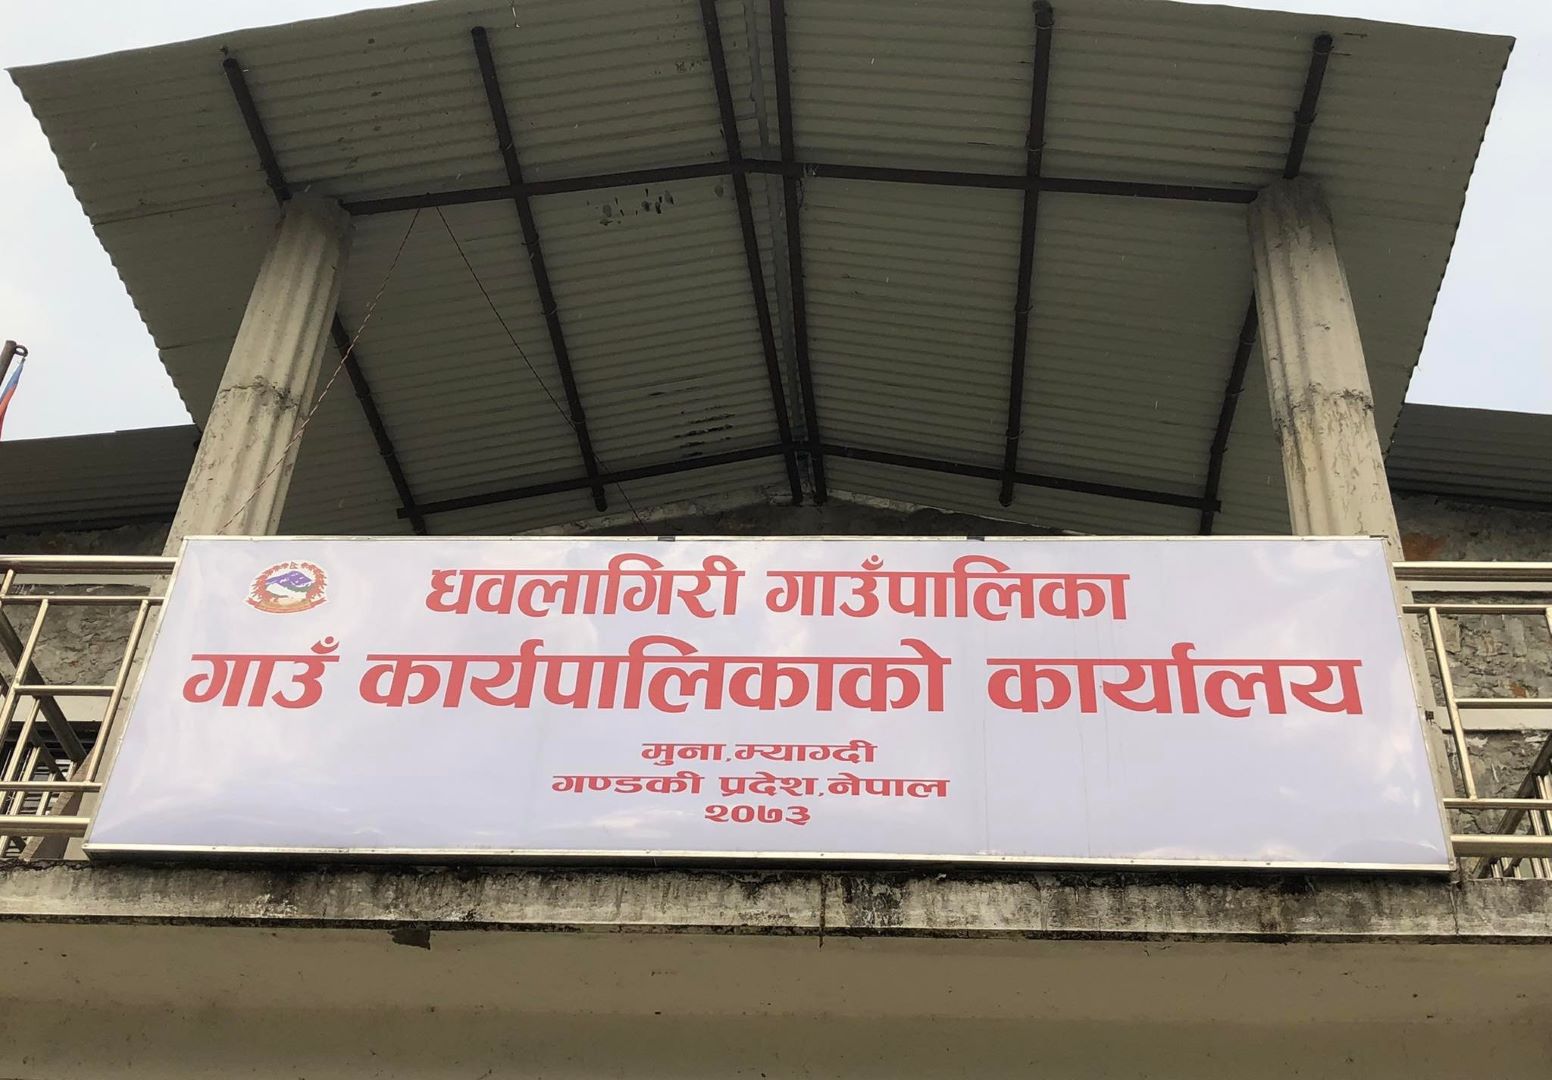 धवलागिरी गाउँपालिका
गाउँ कार्यपालिकाको कार्यालय
मुना, म्याग्दी
गण्डकी प्रदेश, नेपाल
२०७३